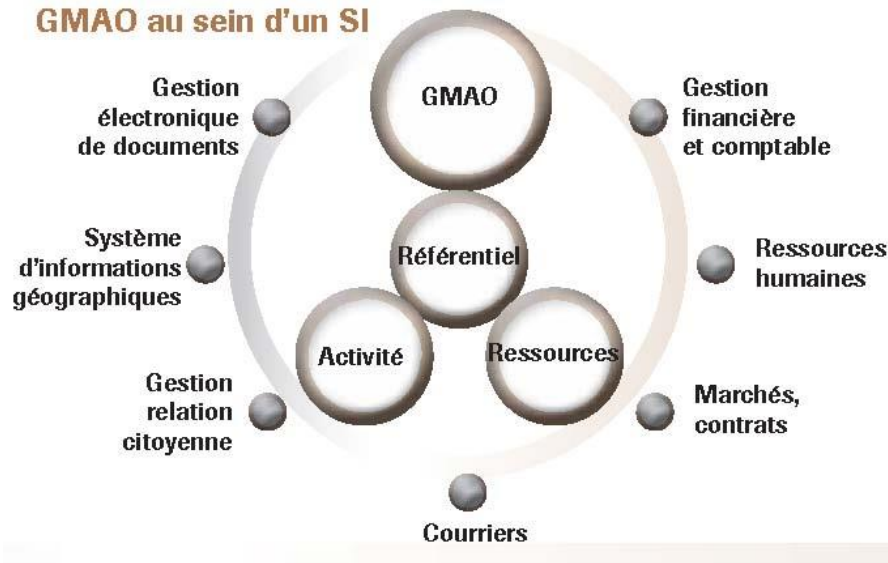 GMAO au sein d'un SI
GMAO
Gestion
électronique
de documents
Gestion
financière
et comptable
Système
d'informations
géographiques
Référentiel
Ressources
humaines
Activité
Ressources
Gestion
relation
citoyenne
Marchés,
contrats
Courriers